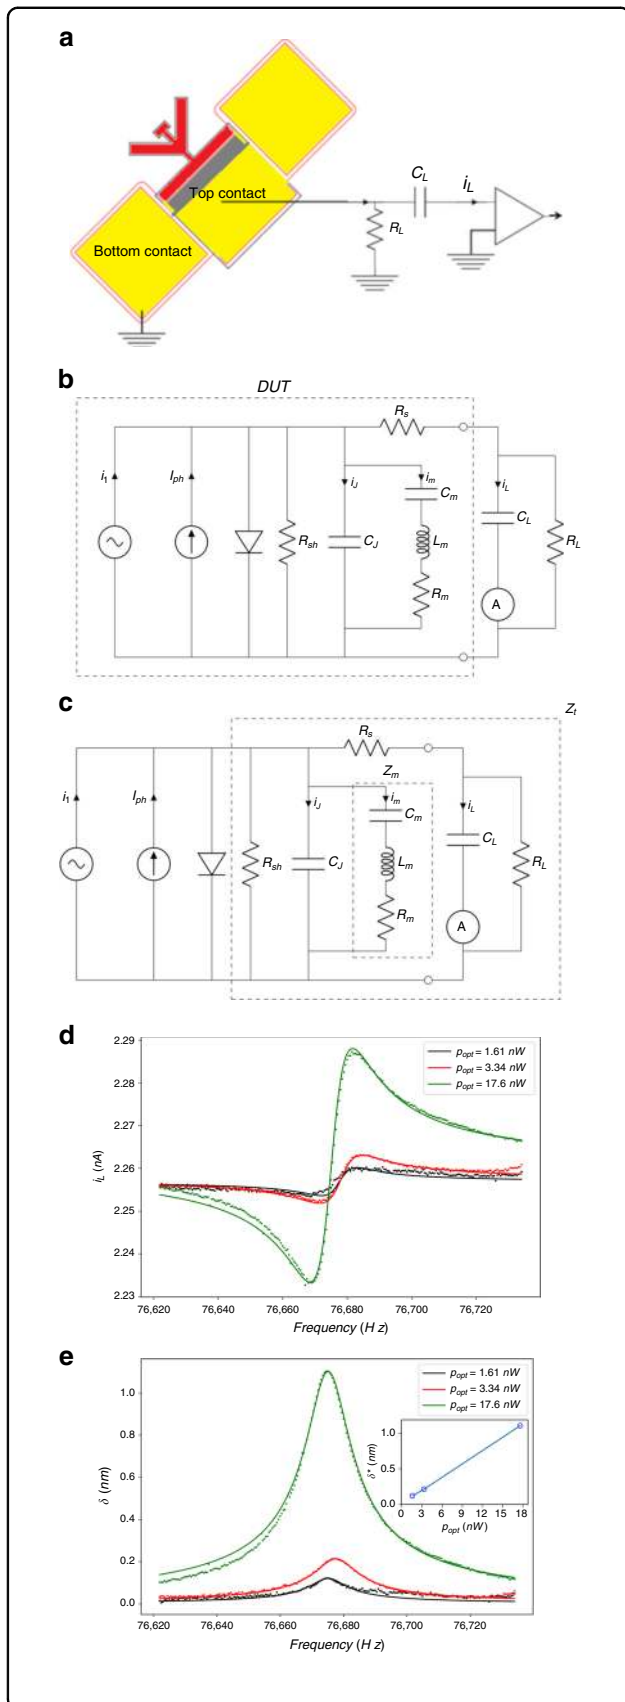 a
Top contact
Bottom contact
C_L
i_L
R_L
b
DUT
R_s
i_1
I_ph
i_J
i_m
C_m
i_L
R_sh
C_J
L_m
C_L
R_L
R_m
A
c
Z_t
R_s
Z_m
i_1
I_ph
i_J
i_m
C_m
i_L
R_sh
C_J
L_m
C_L
R_L
R_m
A
d
2.29
2.28
2.27
2.26
2.25
2.24
2.23
i_L (nA)
p_opt = 1.61 nW
p_opt = 3.34 nW
p_opt = 17.6 nW
76,620 76,640 76,660 76,680 76,700 76,720
Frequency (H z)
e
1.0
0.8
0.6
0.4
0.2
0.0
δ (nm)
p_opt = 1.61 nW
p_opt = 3.34 nW
p_opt = 17.6 nW
1.0
0.5
0.0
δ* (nm)
0 3 6 9 12 15 18
p_opt (nW)
76,620 76,640 76,660 76,680 76,700 76,720
Frequency (H z)